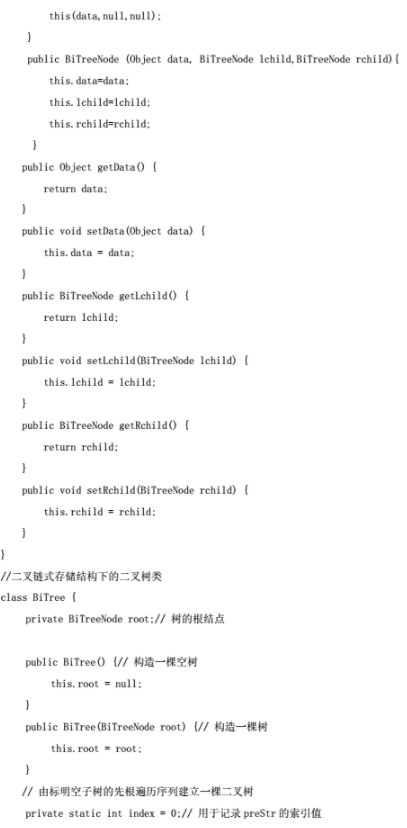 this(data,null,null);
}
public BiTreeNode (Object data, BiTreeNode lchild,BiTreeNode rchild){
this.data=data;
this.lchild=lchild;
this.rchild=rchild;
}
public Object getData() {
return data;
}
public void setData(Object data) {
this.data = data;
}
public BiTreeNode getLchild() {
return lchild;
}
public void setLchild(BiTreeNode lchild) {
this.lchild = lchild;
}
public BiTreeNode getRchild() {
return rchild;
}
public void setRchild(BiTreeNode rchild) {
this.rchild = rchild;
}
}
//二叉链式存储结构下的二叉树类
class BiTree {
private BiTreeNode root;// 树的根结点
public BiTree() {// 构造一棵空树
this.root = null;
}
public BiTree(BiTreeNode root) {// 构造一棵树
this.root = root;
}
// 由标明空子树的先根遍历序列建立一棵二叉树
private static int index = 0;// 用于记录 preStr 的索引值